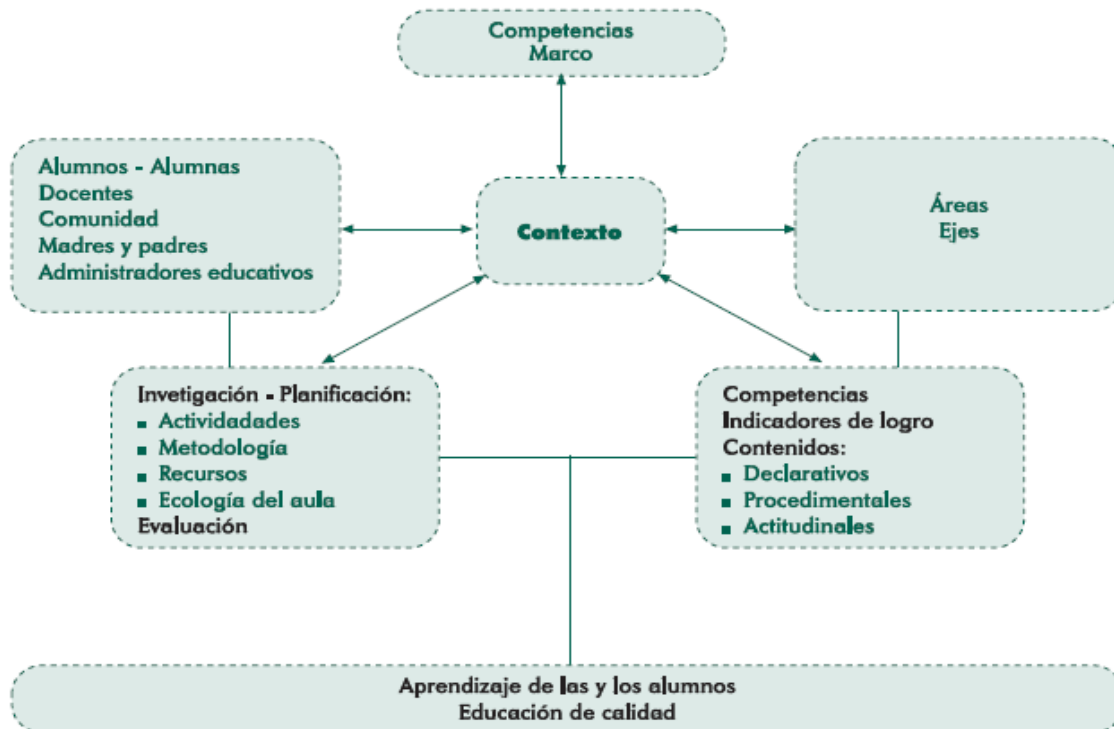 Competencias
Marco
Alumnos - Alumnas
Docentes
Comunidad
Madres y padres
Administradores educativos
Contexto
Áreas
Ejes
Invetigación - Planificación:
▪ Actividadades
▪ Metodología
▪ Recursos
▪ Ecología del aula
Evaluación
Competencias
Indicadores de logro
Contenidos:
▪ Declarativos
▪ Procedimentales
▪ Actitudinales
Aprendizaje de las y los alumnos
Educación de calidad